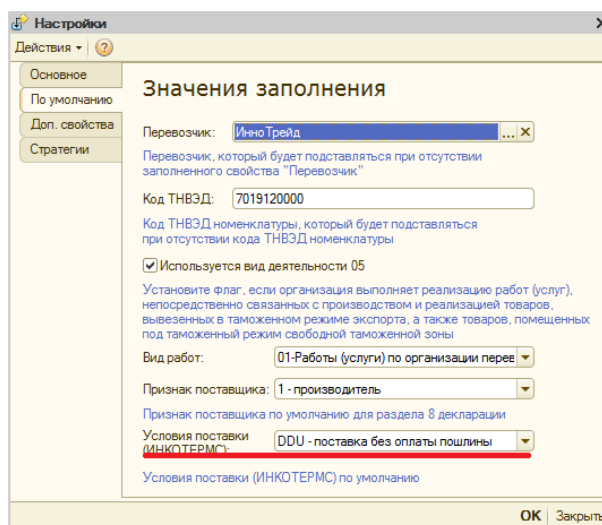 Настройки
Действия
Основное
По умолчанию
Доп. свойства
Стратегии
Значения заполнения
Перевозчик: ИнноТрейд ... ×
Перевозчик, который будет подставляться при отсутствии
заполненного свойства "Перевозчик"
Код ТНВЭД: 7019120000
Код ТНВЭД номенклатуры, который будет подставляться
при отсутствии кода ТНВЭД номенклатуры
Используется вид деятельности 05
Установите флаг, если организация выполняет реализацию работ (услуг),
непосредственно связанных с производством и реализацией товаров,
вывезенных в таможенном режиме экспорта, а также товаров, помещенных
под таможенный режим свободной таможенной зоны
Вид работ: 01-Работы (услуги) по организации перев
Признак поставщика: 1 - производитель
Признак поставщика по умолчанию для раздела 8 декларации
Условия поставки
(ИНКОТЕРМС): DDU - поставка без оплаты пошлины
Условия поставки (ИНКОТЕРМС) по умолчанию
OK Закрыть